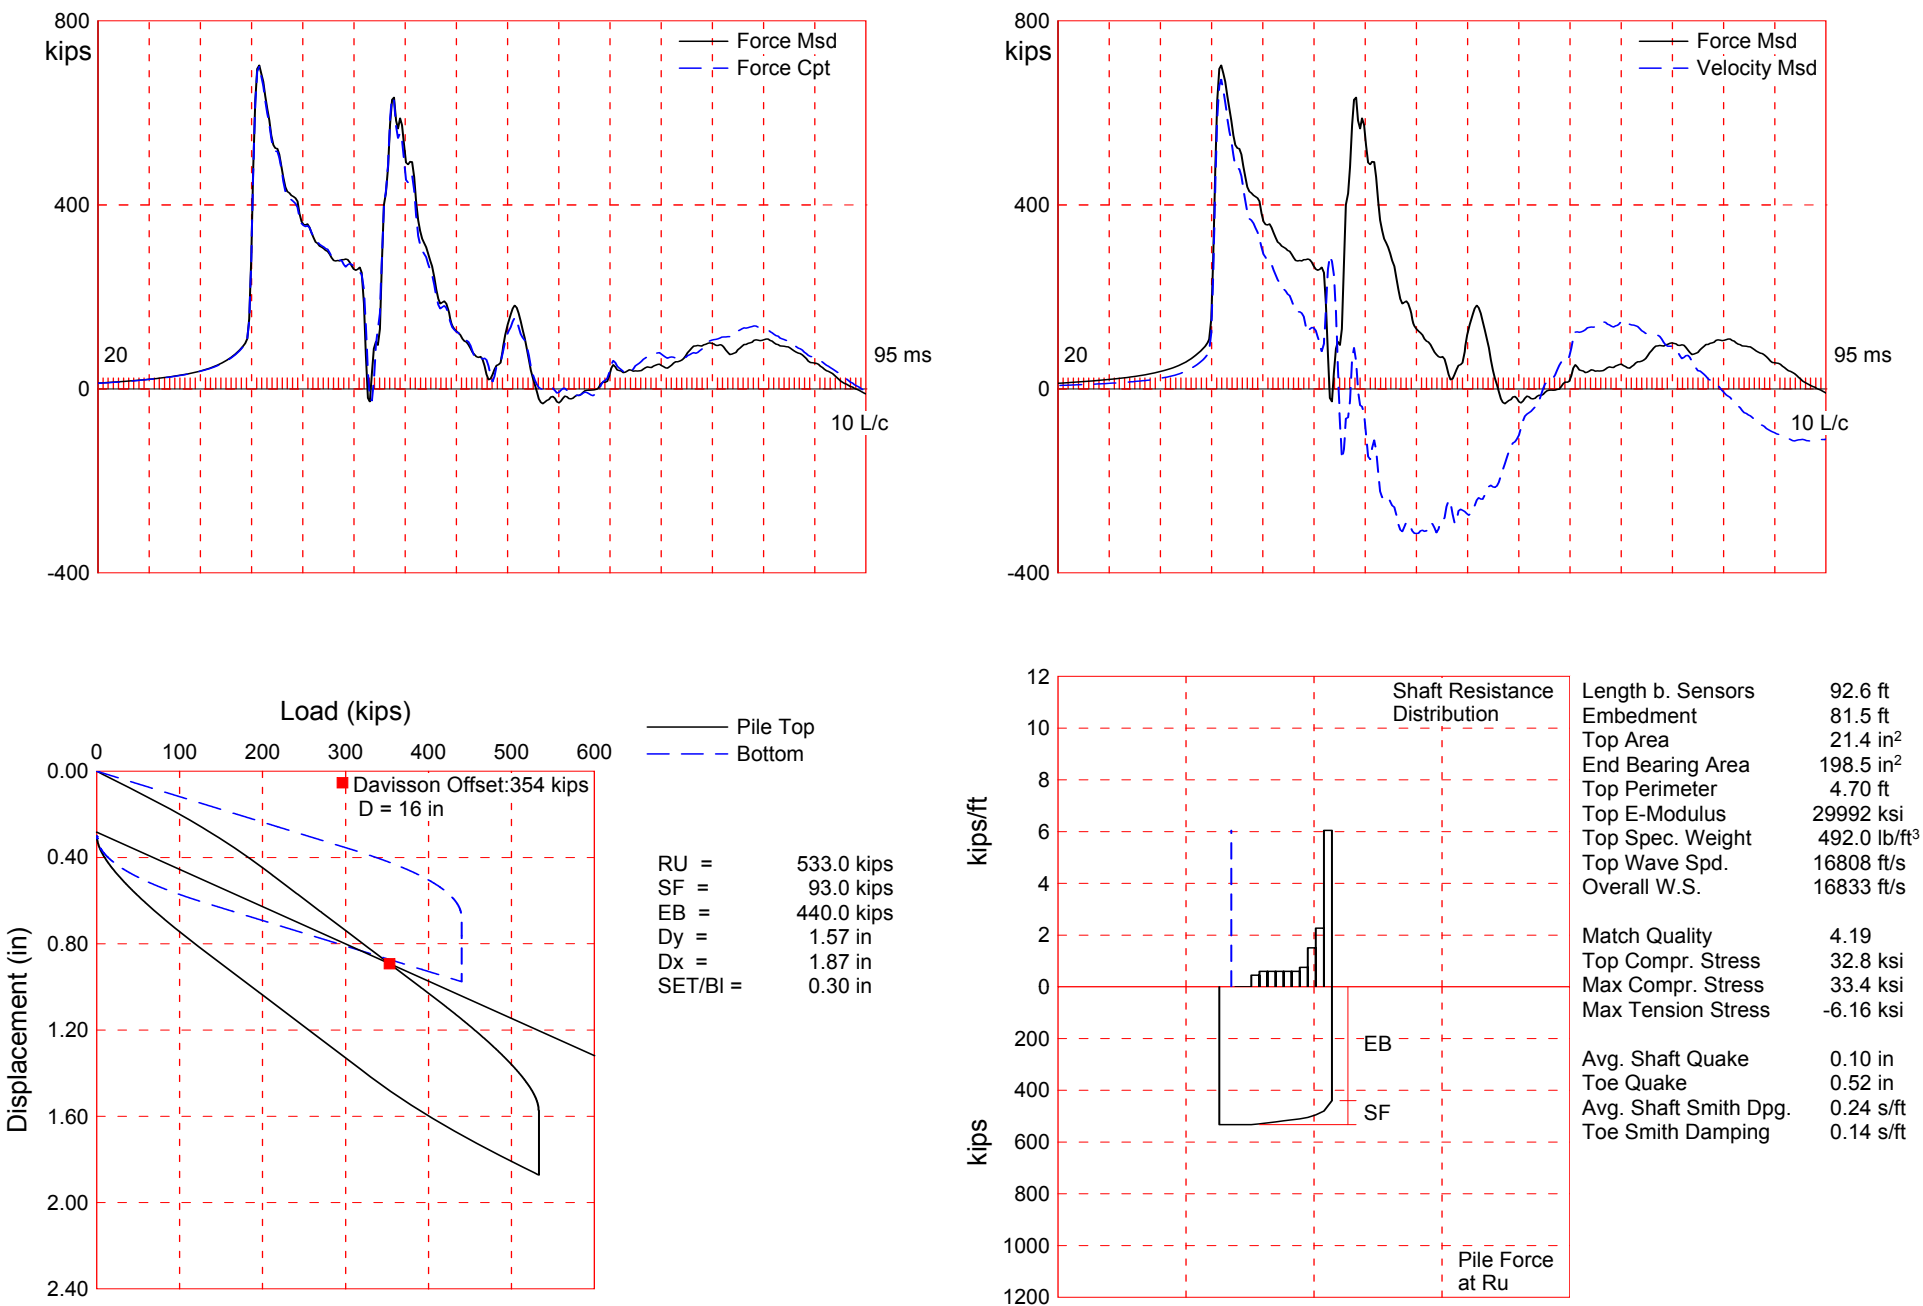 800
kips
400
0
-400
Force Msd
Force Cpt
20
95 ms
10 L/c
800
kips
400
0
-400
Force Msd
Velocity Msd
20
95 ms
10 L/c
Load (kips)
0 100 200 300 400 500 600
0.00
0.40
0.80
1.20
1.60
2.00
2.40
Displacement (in)
Davisson Offset:354 kips
D = 16 in
Pile Top
Bottom
RU = 533.0 kips
SF = 93.0 kips
EB = 440.0 kips
Dy = 1.57 in
Dx = 1.87 in
SET/Bl = 0.30 in
12
10
8
6
4
2
0
200
400
600
800
1000
1200
kips/ft
kips
Shaft Resistance
Distribution
EB
SF
Pile Force
at Ru
Length b. Sensors 92.6 ft
Embedment 81.5 ft
Top Area 21.4 in²
End Bearing Area 198.5 in²
Top Perimeter 4.70 ft
Top E-Modulus 29992 ksi
Top Spec. Weight 492.0 lb/ft³
Top Wave Spd. 16808 ft/s
Overall W.S. 16833 ft/s
Match Quality 4.19
Top Compr. Stress 32.8 ksi
Max Compr. Stress 33.4 ksi
Max Tension Stress -6.16 ksi
Avg. Shaft Quake 0.10 in
Toe Quake 0.52 in
Avg. Shaft Smith Dpg. 0.24 s/ft
Toe Smith Damping 0.14 s/ft